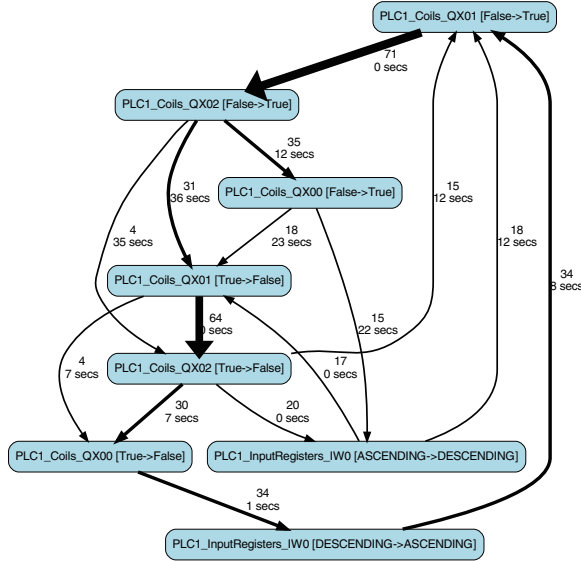 PLC1_Coils_QX01 [False->True]
71
0 secs
PLC1_Coils_QX02 [False->True]
35
12 secs
4
35 secs
31
36 secs
PLC1_Coils_QX00 [False->True]
15
12 secs
18
23 secs
18
12 secs
34
8 secs
PLC1_Coils_QX01 [True->False]
64
0 secs
15
22 secs
4
7 secs
17
0 secs
PLC1_Coils_QX02 [True->False]
30
7 secs
20
0 secs
PLC1_Coils_QX00 [True->False]
PLC1_InputRegisters_IW0 [ASCENDING->DESCENDING]
34
1 secs
PLC1_InputRegisters_IW0 [DESCENDING->ASCENDING]